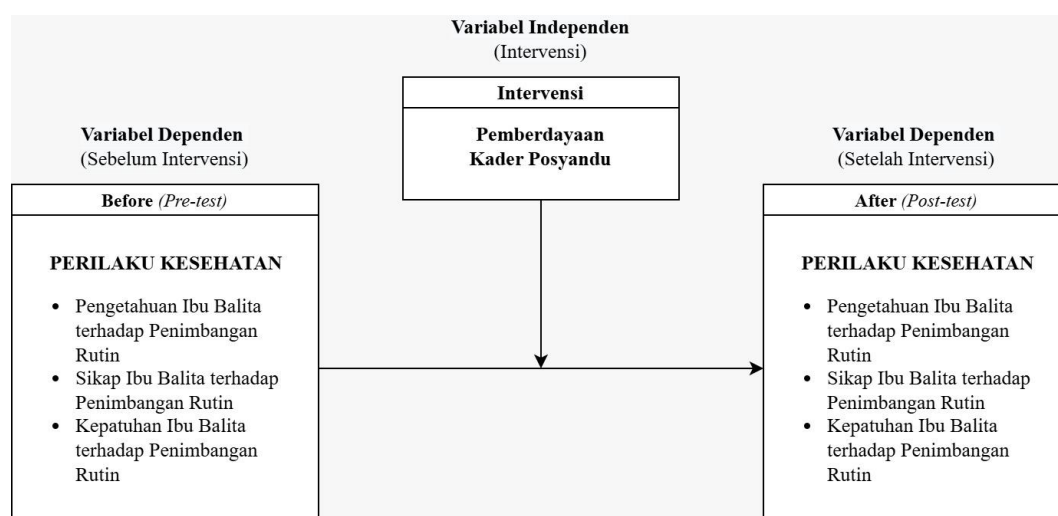 Variabel Independen
(Intervensi)
Intervensi
Pemberdayaan
Kader Posyandu
Variabel Dependen
(Sebelum Intervensi)
Before (Pre-test)
PERILAKU KESEHATAN
• Pengetahuan Ibu Balita
terhadap Penimbangan
Rutin
• Sikap Ibu Balita terhadap
Penimbangan Rutin
• Kepatuhan Ibu Balita
terhadap Penimbangan
Rutin
Variabel Dependen
(Setelah Intervensi)
After (Post-test)
PERILAKU KESEHATAN
• Pengetahuan Ibu Balita
terhadap Penimbangan
Rutin
• Sikap Ibu Balita terhadap
Penimbangan Rutin
• Kepatuhan Ibu Balita
terhadap Penimbangan
Rutin